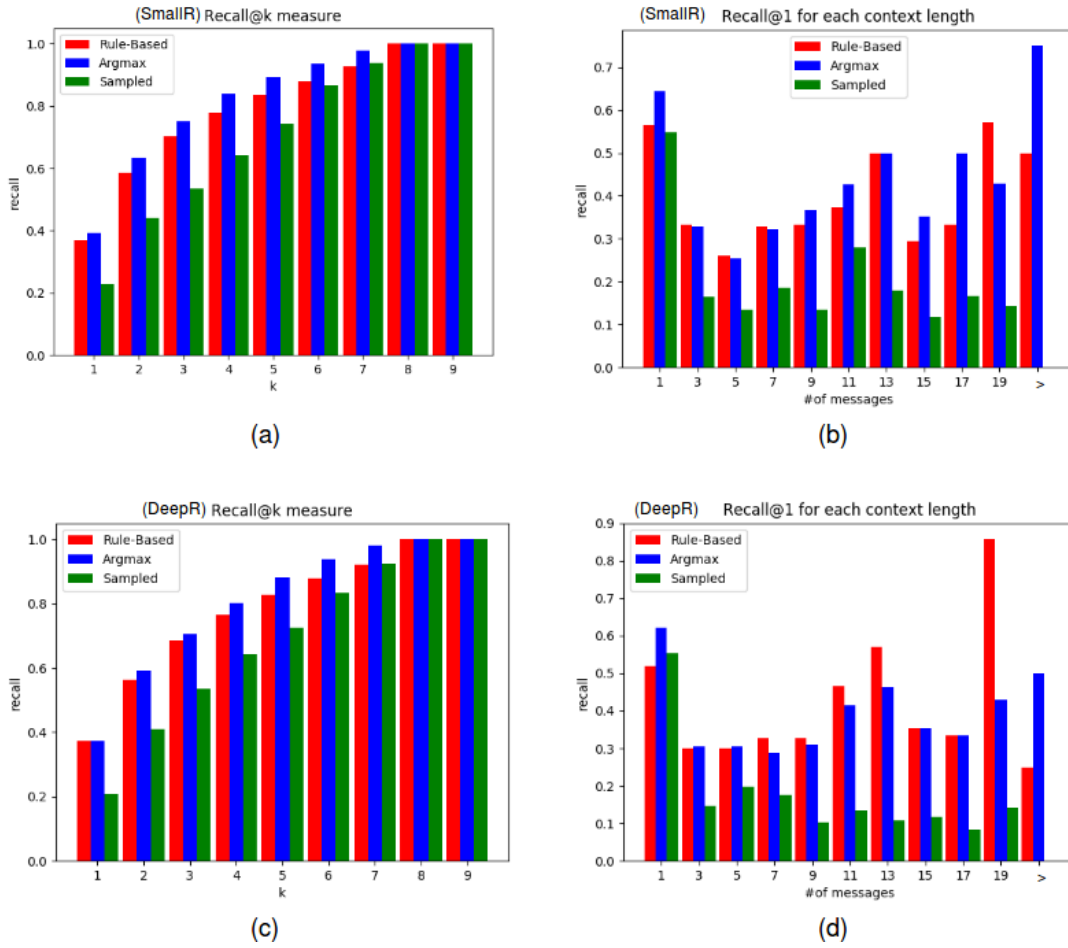 (SmallR) Recall@k measure
Rule-Based
Argmax
Sampled
1.0
0.8
0.6
0.4
0.2
0.0
recall
1 2 3 4 5 6 7 8 9
k
(a)
(SmallR) Recall@1 for each context length
Rule-Based
Argmax
Sampled
0.7
0.6
0.5
0.4
0.3
0.2
0.1
0.0
recall
1 3 5 7 9 11 13 15 17 19 >
#of messages
(b)
(DeepR) Recall@k measure
Rule-Based
Argmax
Sampled
1.0
0.8
0.6
0.4
0.2
0.0
recall
1 2 3 4 5 6 7 8 9
k
(c)
(DeepR) Recall@1 for each context length
Rule-Based
Argmax
Sampled
0.9
0.8
0.7
0.6
0.5
0.4
0.3
0.2
0.1
0.0
recall
1 3 5 7 9 11 13 15 17 19 >
#of messages
(d)